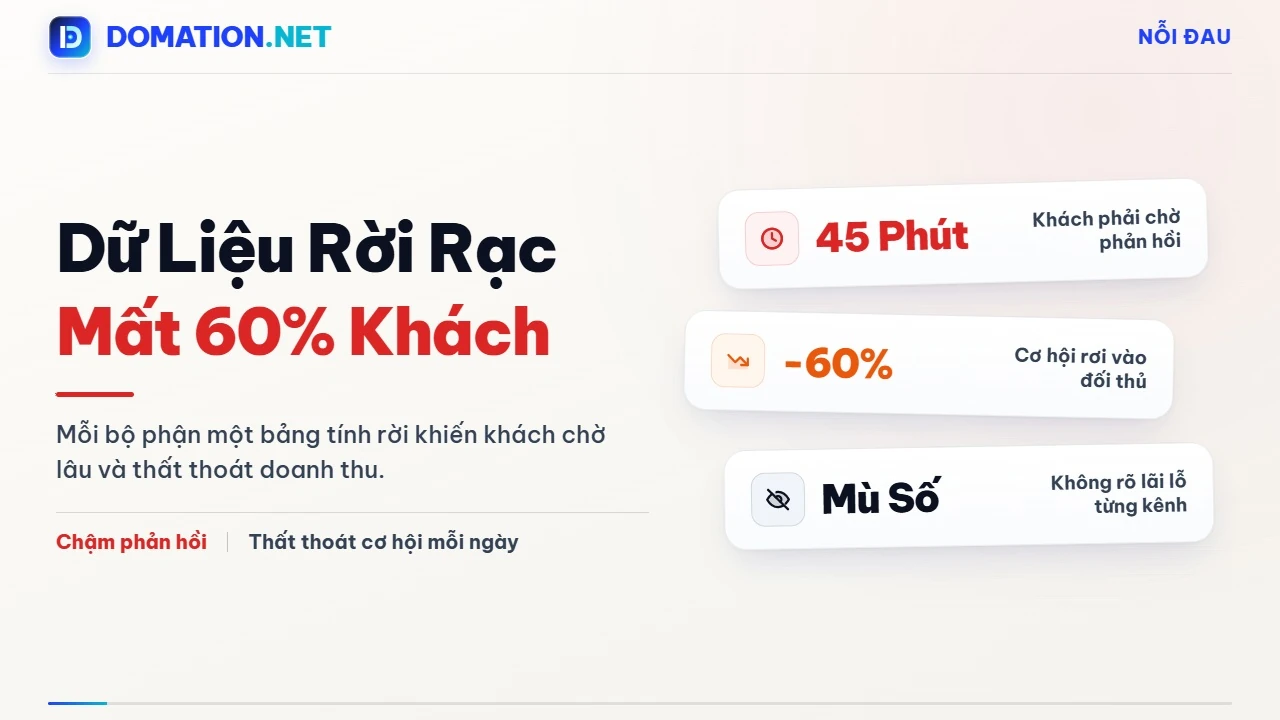 DOMATION.NET
NỖI ĐAU
Dữ Liệu Rời Rạc
Mất 60% Khách
Mỗi bộ phận một bảng tính rời khiến khách chờ
lâu và thất thoát doanh thu.
Chậm phản hồi
Thất thoát cơ hội mỗi ngày
45 Phút
Khách phải chờ
phản hồi
-60%
Cơ hội rơi vào
đối thủ
Mù Số
Không rõ lãi lỗ
từng kênh